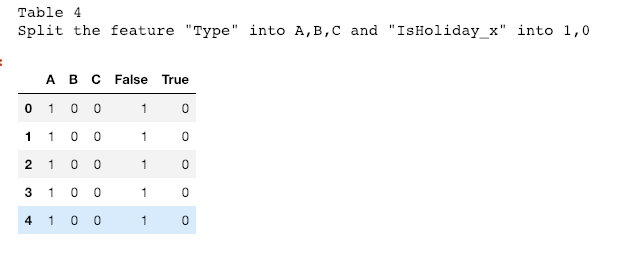 Table 4
Split the feature "Type" into A,B,C and "IsHoliday_x" into 1,0
A B C False True
0 1 0 0 1 0
1 1 0 0 1 0
2 1 0 0 1 0
3 1 0 0 1 0
4 1 0 0 1 0